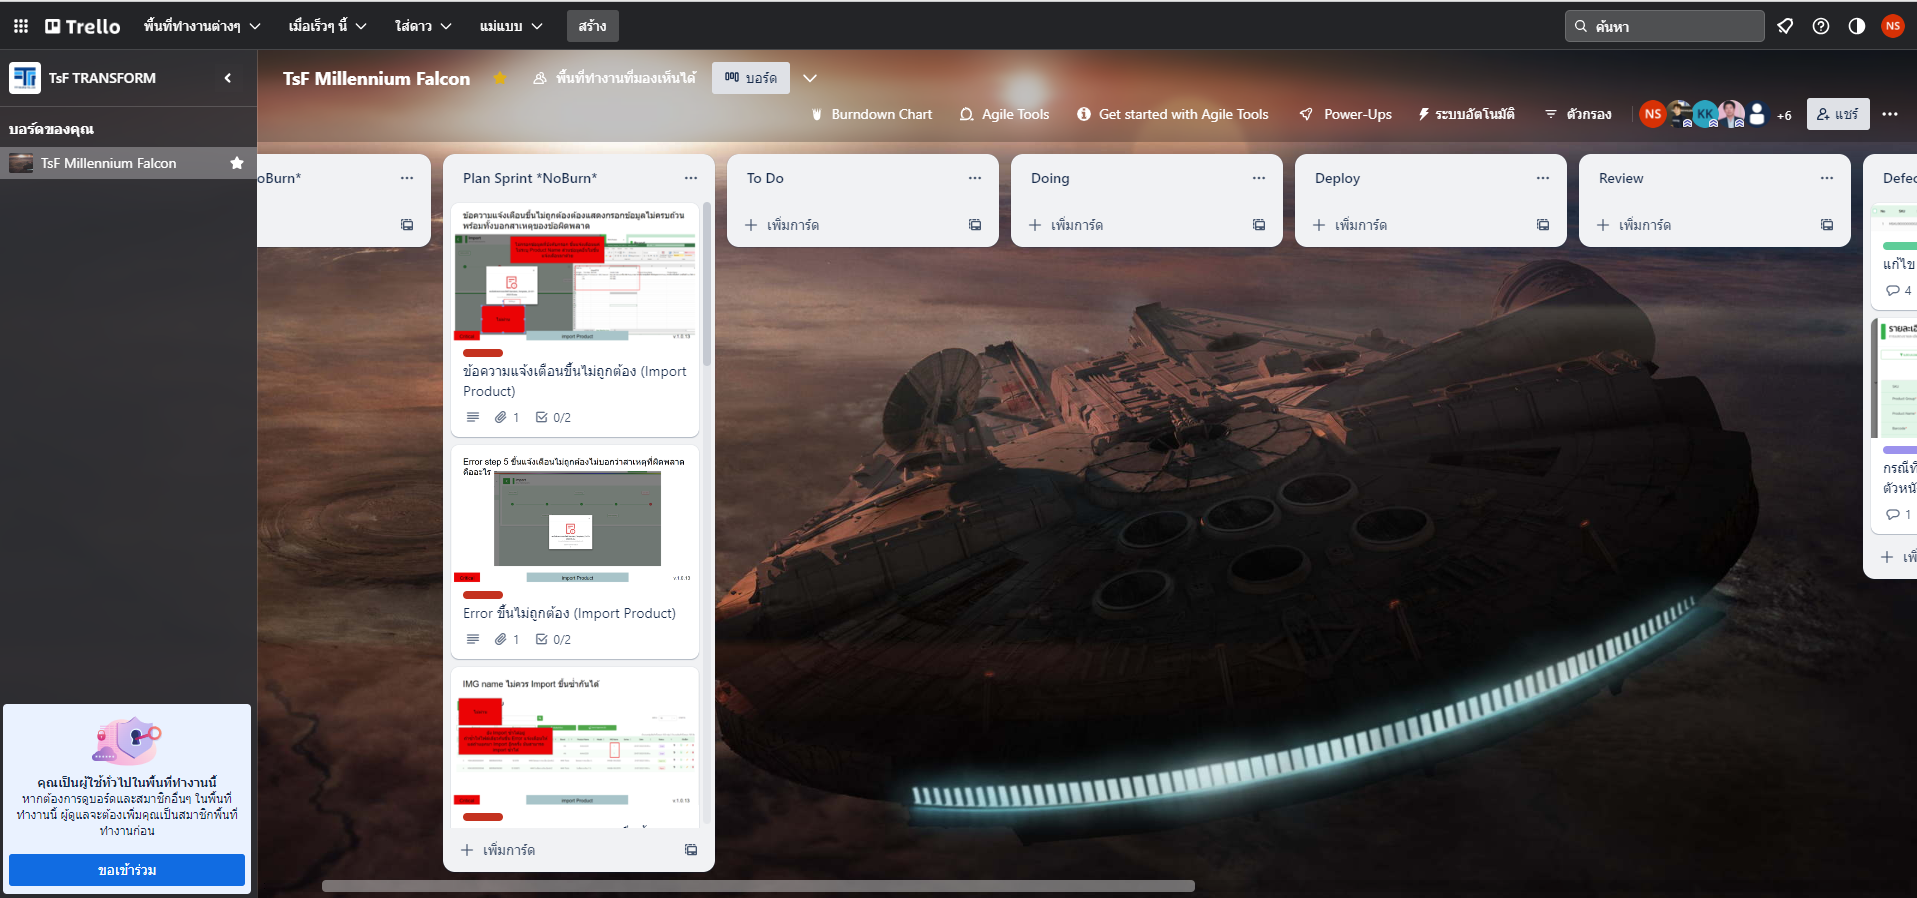 Trello
พื้นที่ทำงานต่างๆ
เมื่อเร็วๆ นี้
ใส่ดาว
แม่แบบ
สร้าง
ค้นหา
NS
TsF TRANSFORM
บอร์ดของคุณ
TsF Millennium Falcon
TsF Millennium Falcon
พื้นที่ทำงานที่มองเห็นได้
บอร์ด
Burndown Chart
Agile Tools
Get started with Agile Tools
Power-Ups
ระบบอัตโนมัติ
ตัวกรอง
NS
KK
+6
แชร์
oBurn*
Plan Sprint *NoBurn*
ข้อความแจ้งเตือนขึ้นไม่ถูกต้องต้องแสดงกรอกข้อมูลไม่ครบถ้วน
พร้อมทั้งบอกสาเหตุของข้อผิดพลาด
Import Product
v.1.0.13
ข้อความแจ้งเตือนขึ้นไม่ถูกต้อง (Import
Product)
1
0/2
Error step 5 ขึ้นแจ้งเตือนไม่ถูกต้องไม่บอกว่าสาเหตุที่ผิดพลาด
คืออะไร
Import Product
v.1.0.13
Error ขึ้นไม่ถูกต้อง (Import Product)
1
0/2
IMG name ไม่ควร Import ขึ้นซ้ำกันได้
Import Product
v.1.0.13
เพิ่มการ์ด
To Do
เพิ่มการ์ด
Doing
เพิ่มการ์ด
Deploy
เพิ่มการ์ด
Review
เพิ่มการ์ด
Defec
แก้ไข
4
รายละเอี
กรณีที่
ตัวหนั
1
เพิ่
คุณเป็นผู้ใช้ทั่วไปในพื้นที่ทำงานนี้
หากต้องการดูบอร์ดและสมาชิกอื่นๆ ในพื้นที่
ทำงานนี้ ผู้ดูแลจะต้องเพิ่มคุณเป็นสมาชิกพื้นที่
ทำงานก่อน
ขอเข้าร่วม